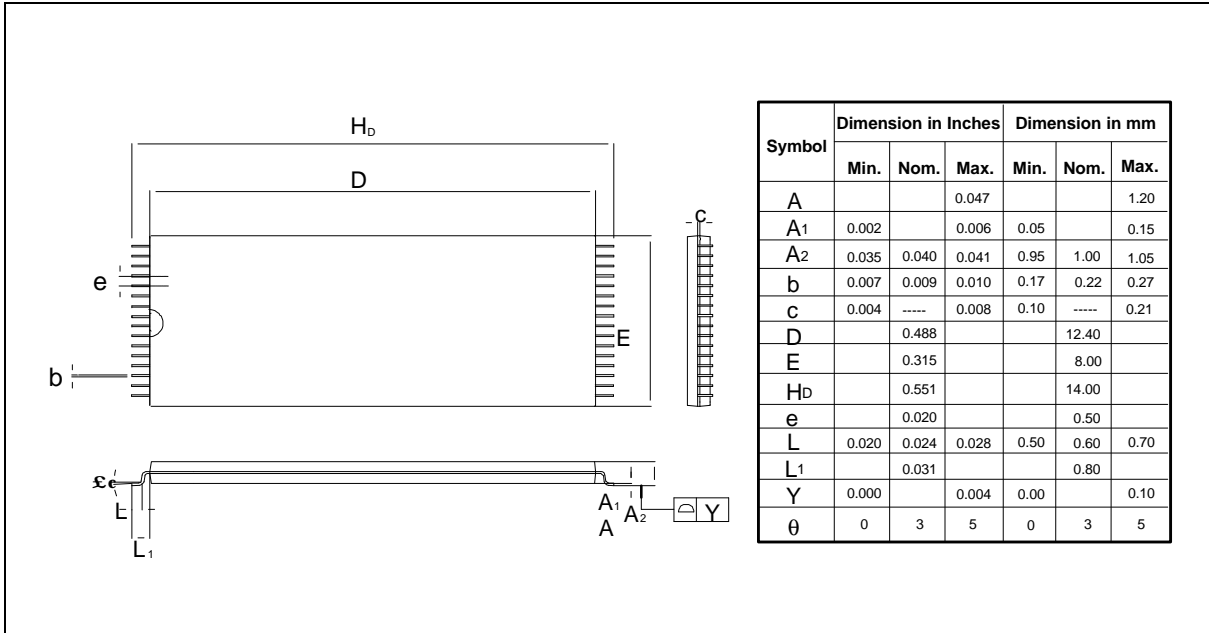 H D
D
e
b
E
c
£c
L
L 1
A 1
A
A 2
Y
Symbol Dimension in Inches Dimension in mm
Min. Nom. Max. Min. Nom. Max.
A 0.047 1.20
A1 0.002 0.006 0.05 0.15
A2 0.035 0.040 0.041 0.95 1.00 1.05
b 0.007 0.009 0.010 0.17 0.22 0.27
c 0.004 ----- 0.008 0.10 ----- 0.21
D 0.488 12.40
E 0.315 8.00
HD 0.551 14.00
e 0.020 0.50
L 0.020 0.024 0.028 0.50 0.60 0.70
L1 0.031 0.80
Y 0.000 0.004 0.00 0.10
θ 0 3 5 0 3 5